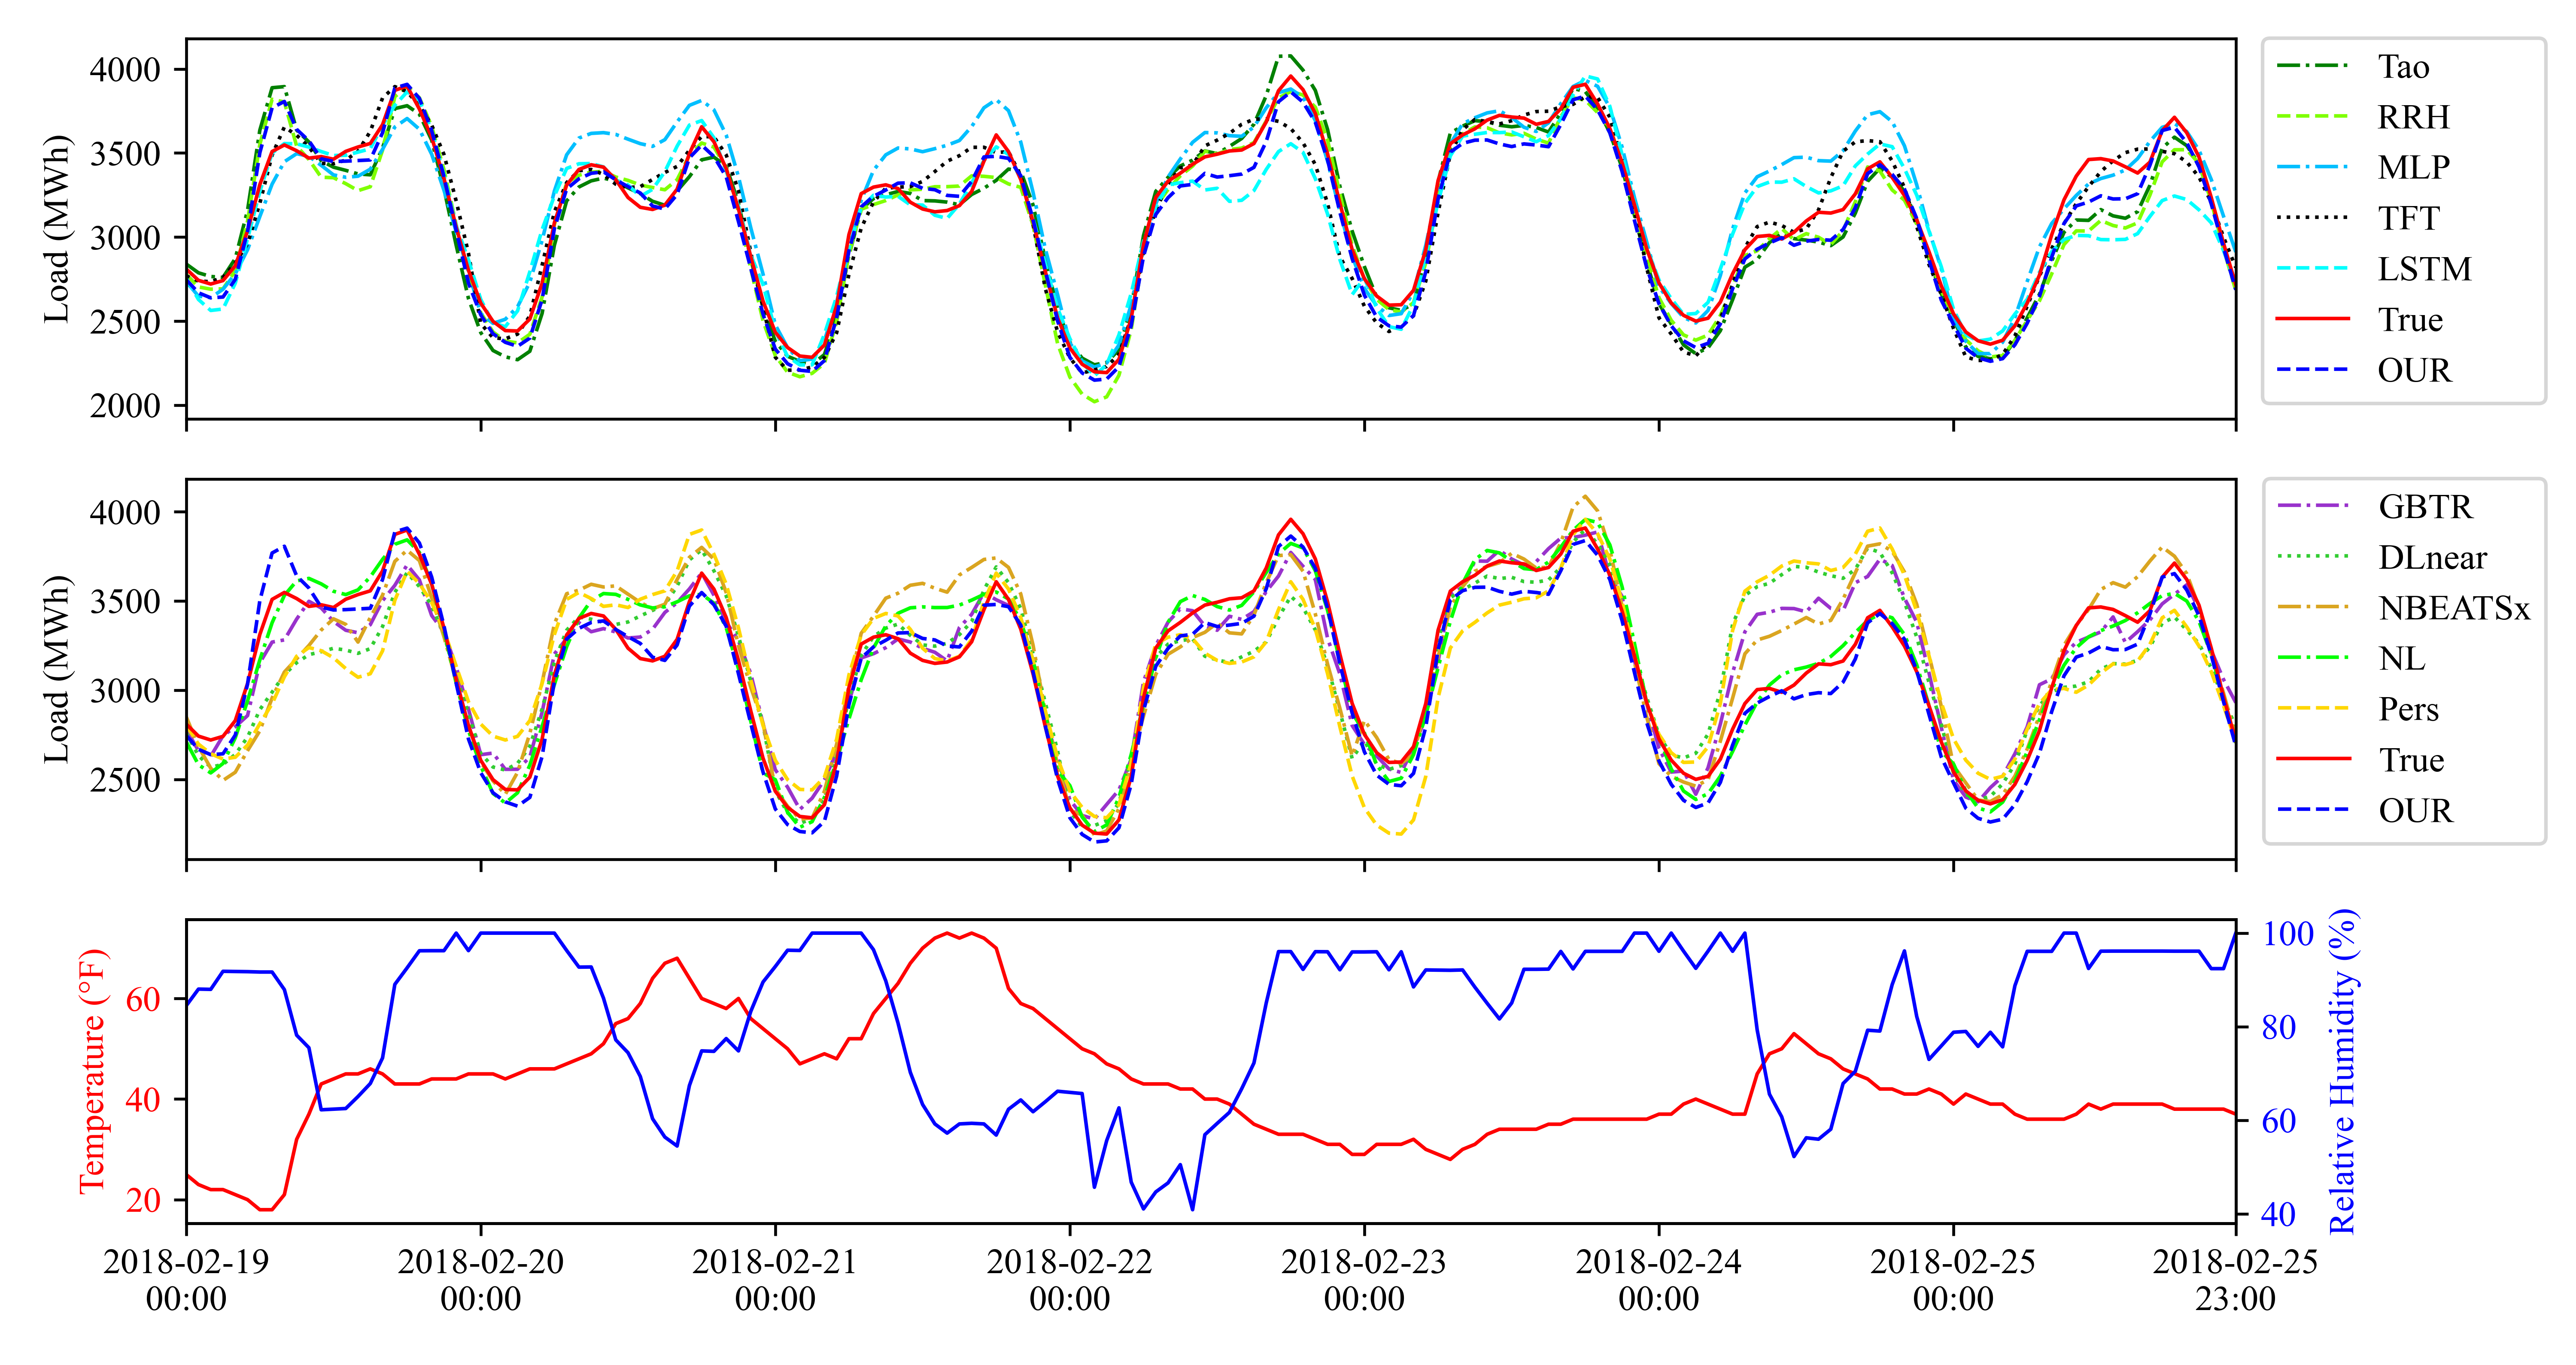 Load (MWh)
4000
3500
3000
2500
2000
Tao
RRH
MLP
TFT
LSTM
True
OUR
Load (MWh)
4000
3500
3000
2500
GBTR
DLnear
NBEATSx
NL
Pers
True
OUR
Temperature (°F)
60
40
20
100
80
60
40
Relative Humidity (%)
2018-02-19
00:00
2018-02-20
00:00
2018-02-21
00:00
2018-02-22
00:00
2018-02-23
00:00
2018-02-24
00:00
2018-02-25
00:00
2018-02-25
23:00